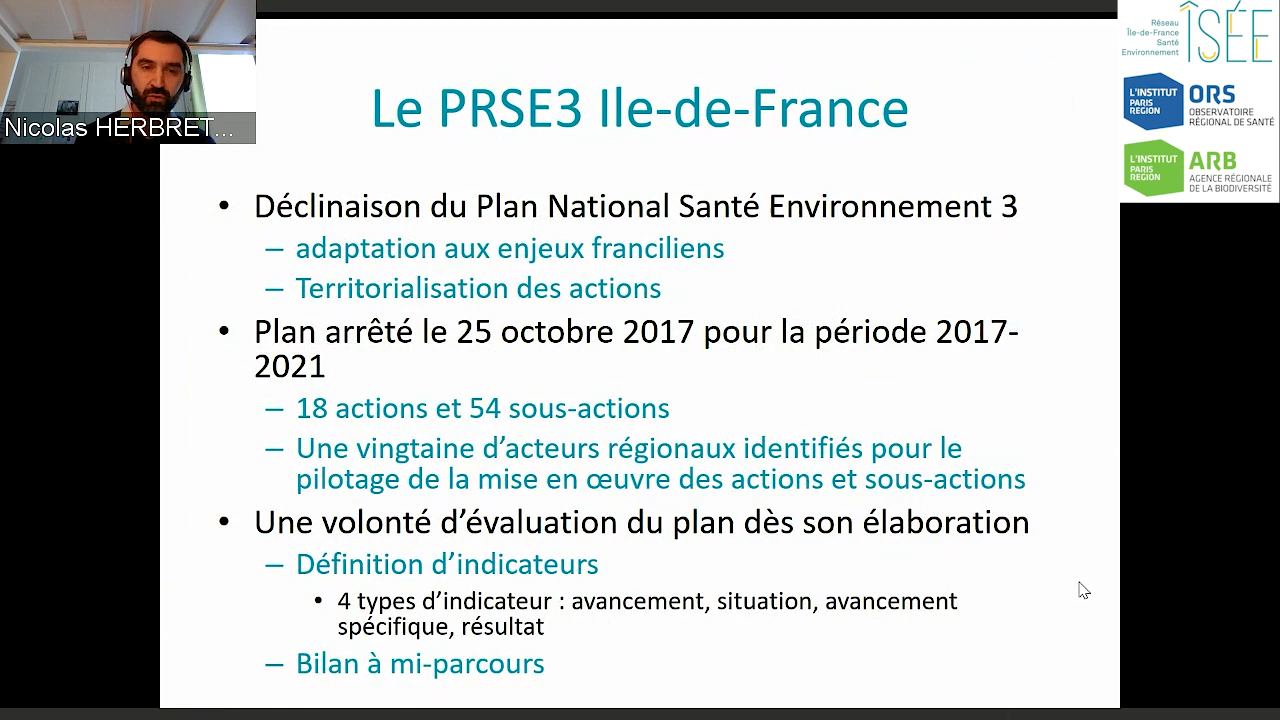 Nicolas HERBRET...
Le PRSE3 Ile-de-France
Réseau
Île-de-France
Santé
Environnement
ÎSÉE
L'INSTITUT
PARIS
REGION
ORS
OBSERVATOIRE
RÉGIONAL DE SANTÉ
L'INSTITUT
PARIS
REGION
ARB
AGENCE RÉGIONALE
DE LA BIODIVERSITÉ
• Déclinaison du Plan National Santé Environnement 3
– adaptation aux enjeux franciliens
– Territorialisation des actions
• Plan arrêté le 25 octobre 2017 pour la période 2017-
2021
– 18 actions et 54 sous-actions
– Une vingtaine d’acteurs régionaux identifiés pour le
pilotage de la mise en œuvre des actions et sous-actions
• Une volonté d’évaluation du plan dès son élaboration
– Définition d’indicateurs
• 4 types d’indicateur : avancement, situation, avancement
spécifique, résultat
– Bilan à mi-parcours